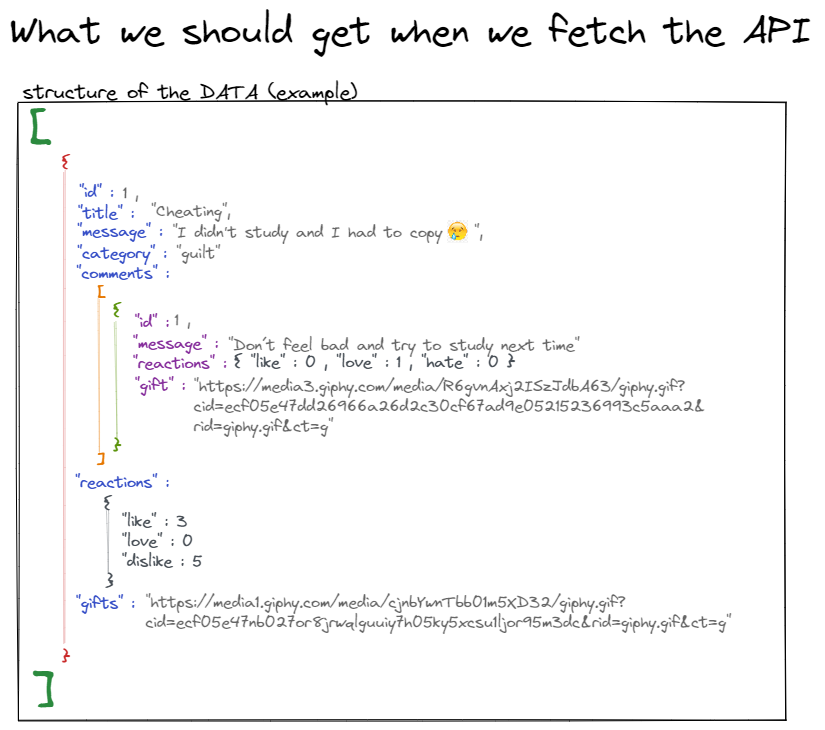 What we should get when we fetch the API
structure of the DATA (example)
[
{
"id" : 1 ,
"title" : "Cheating",
"message" : "I didn't study and I had to copy 😢 ",
"category" : "guilt"
"comments" :
[
{
"id" : 1 ,
"message" : "Don't feel bad and try to study next time"
"reactions" : { "like" : 0 , "love" : 1 , "hate" : 0 }
"gift" : "https://media3.giphy.com/media/R6gvnAxj2ISzJdbA63/giphy.gif?
cid=ecf05e47dd26966a26d2c30cf67ad9e05215236993c5aaa2&
rid=giphy.gif&ct=g"
}
]
"reactions" :
{
"like" : 3
"love" : 0
"dislike : 5
}
"gifts" : "https://media1.giphy.com/media/cjnbYwnTbb01m5XD32/giphy.gif?
cid=ecf05e47nb027or8jrwqlguuiy7h05ky5xcsu1ljor95m3dc&rid=giphy.gif&ct=g"
}
]